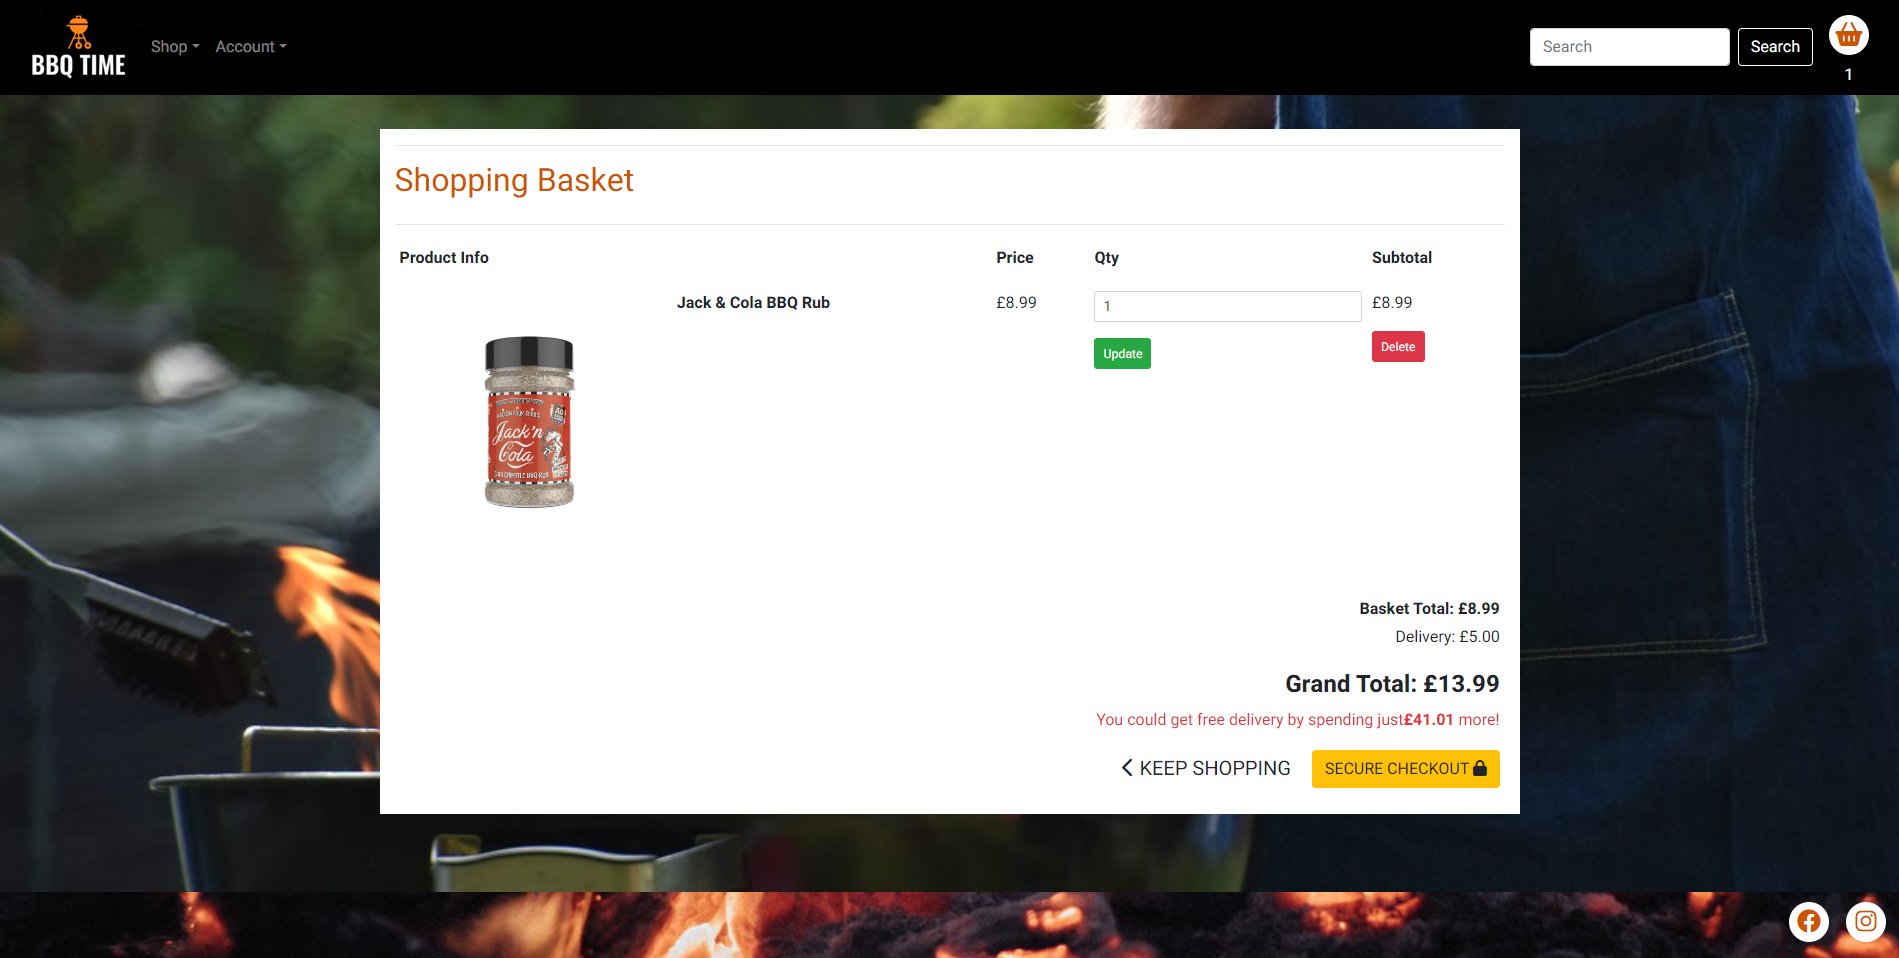 BBQ TIME
Shop
Account
Search
Search
1
Shopping Basket
Product Info
Price
Qty
Subtotal
Jack & Cola BBQ Rub
£8.99
1
£8.99
Update
Delete
Jack'n
Cola
Basket Total: £8.99
Delivery: £5.00
Grand Total: £13.99
You could get free delivery by spending just£41.01 more!
KEEP SHOPPING
SECURE CHECKOUT